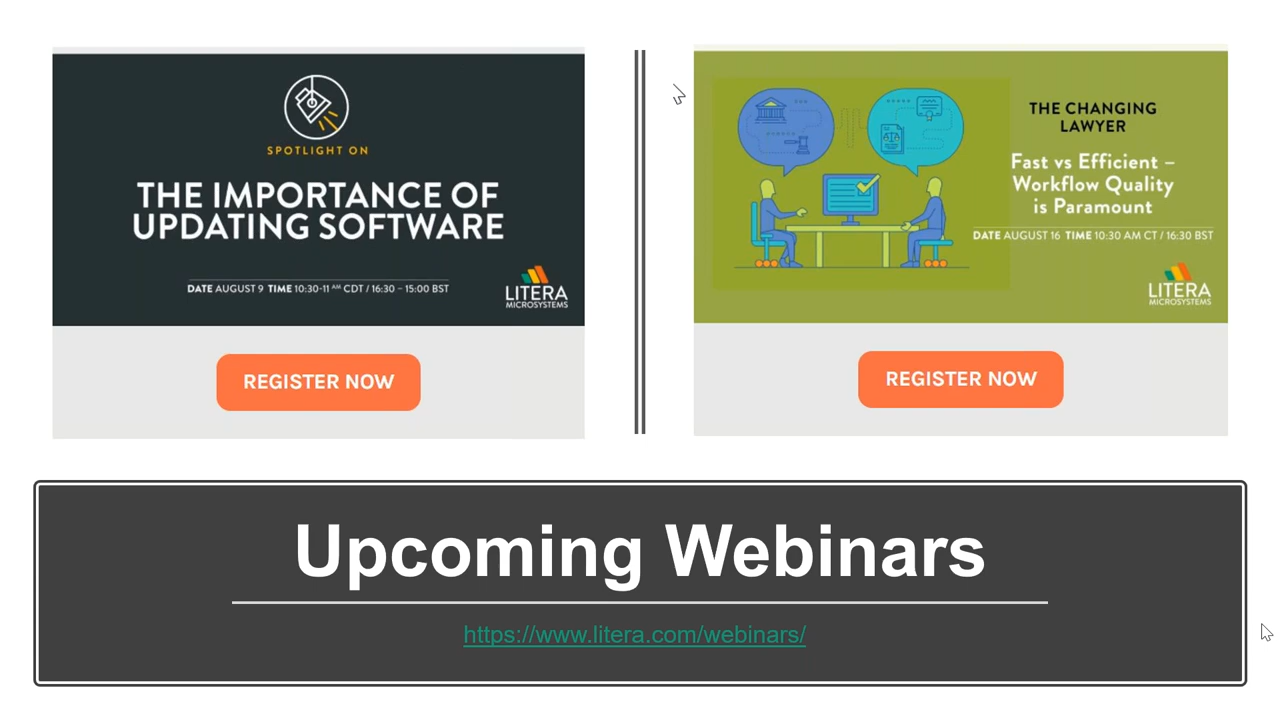 SPOTLIGHT ON
THE IMPORTANCE OF
UPDATING SOFTWARE
DATE AUGUST 9 TIME 10:30-11 AM CDT / 16:30 – 15:00 BST
LITERA
MICROSYSTEMS
REGISTER NOW
THE CHANGING
LAWYER
Fast vs Efficient –
Workflow Quality
is Paramount
DATE AUGUST 16 TIME 10:30 AM CT / 16:30 BST
LITERA
MICROSYSTEMS
REGISTER NOW
Upcoming Webinars
https://www.litera.com/webinars/